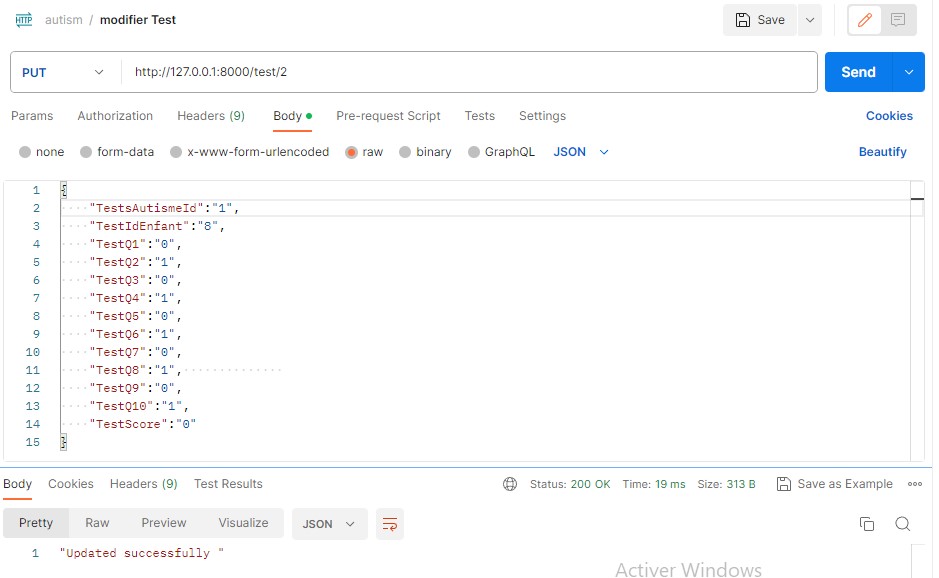 HTTP autism / modifier Test Save
PUT http://127.0.0.1:8000/test/2 Send
Params Authorization Headers (9) Body Pre-request Script Tests Settings Cookies
none form-data x-www-form-urlencoded raw binary GraphQL JSON Beautify
1 {
2 "TestsAutismeId":"1",
3 "TestIdEnfant":"8",
4 "TestQ1":"0",
5 "TestQ2":"1",
6 "TestQ3":"0",
7 "TestQ4":"1",
8 "TestQ5":"0",
9 "TestQ6":"1",
10 "TestQ7":"0",
11 "TestQ8":"1",
12 "TestQ9":"0",
13 "TestQ10":"1",
14 "TestScore":"0"
15 }
Body Cookies Headers (9) Test Results Status: 200 OK Time: 19 ms Size: 313 B Save as Example
Pretty Raw Preview Visualize JSON
1 "Updated successfully "
Activer Windows